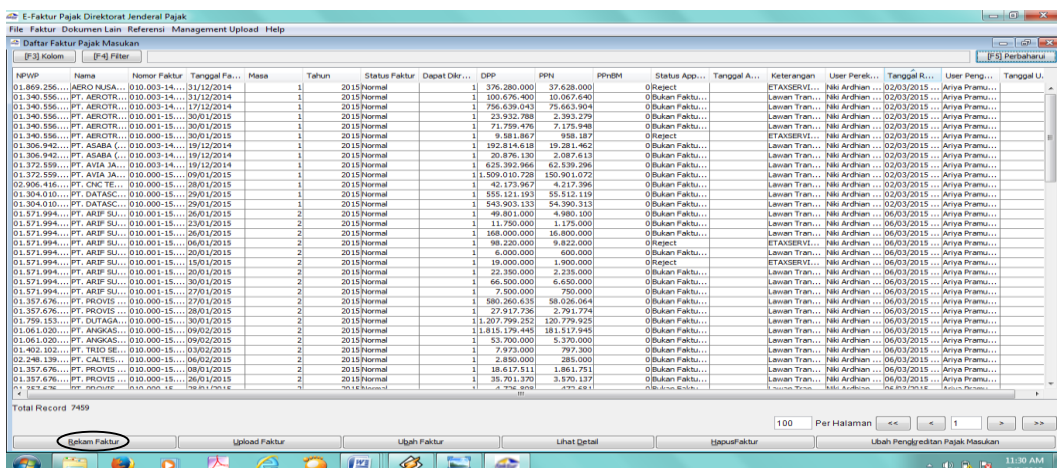 E-Faktur Pajak Direktorat Jenderal Pajak
File Faktur Dokumen Lain Referensi Management Upload Help
Daftar Faktur Pajak Masukan
[F3] Kolom [F4] Filter [F5] Perbaharui
NPWP Nama Nomor Faktur Tanggal Fa... Masa Tahun Status Faktur Dapat Dikr... DPP PPN PPnBM Status App... Tanggal A... Keterangan User Perek... Tanggal R... User Peng... Tanggal U.
01.869.256.... AERO NUSA... 010.003-14.... 31/12/2014 1 2015 Normal 1 376.280.000 37.628.000 0 Reject ETAXSERVI... Niki Ardhian ... 02/03/2015 ... Ariya Pramu...
01.340.556.... PT. AEROTR... 010.001-14.... 31/12/2014 1 2015 Normal 1 100.676.400 10.067.640 0 Bukan Faktu... Lawan Tran... Niki Ardhian ... 02/03/2015 ... Ariya Pramu...
01.340.556.... PT. AEROTR... 010.003-14.... 17/12/2014 1 2015 Normal 1 756.639.043 75.663.904 0 Bukan Faktu... Lawan Tran... Niki Ardhian ... 02/03/2015 ... Ariya Pramu...
01.340.556.... PT. AEROTR... 010.001-15.... 30/01/2015 1 2015 Normal 1 23.932.788 2.393.279 0 Bukan Faktu... Lawan Tran... Niki Ardhian ... 02/03/2015 ... Ariya Pramu...
01.340.556.... PT. AEROTR... 010.001-15.... 30/01/2015 1 2015 Normal 1 71.759.476 7.175.948 0 Bukan Faktu... Lawan Tran... Niki Ardhian ... 02/03/2015 ... Ariya Pramu...
01.340.556.... PT. AEROTR... 010.001-15.... 30/01/2015 1 2015 Normal 1 9.581.867 958.187 0 Reject ETAXSERVI... Niki Ardhian ... 02/03/2015 ... Ariya Pramu...
01.306.942.... PT. ASABA (... 010.003-14.... 19/12/2014 1 2015 Normal 1 192.814.618 19.281.462 0 Bukan Faktu... Lawan Tran... Niki Ardhian ... 02/03/2015 ... Ariya Pramu...
01.306.942.... PT. ASABA (... 010.003-14.... 19/12/2014 1 2015 Normal 1 20.876.130 2.087.613 0 Bukan Faktu... Lawan Tran... Niki Ardhian ... 02/03/2015 ... Ariya Pramu...
01.372.559.... PT. AVIA JA... 010.003-14.... 19/12/2014 1 2015 Normal 1 625.392.966 62.539.296 0 Bukan Faktu... Lawan Tran... Niki Ardhian ... 02/03/2015 ... Ariya Pramu...
01.372.559.... PT. AVIA JA... 010.000-15.... 09/01/2015 1 2015 Normal 1 1.509.010.728 150.901.072 0 Bukan Faktu... Lawan Tran... Niki Ardhian ... 02/03/2015 ... Ariya Pramu...
02.906.416.... PT. CNC TE... 010.000-15.... 28/01/2015 1 2015 Normal 1 42.173.967 4.217.396 0 Bukan Faktu... Lawan Tran... Niki Ardhian ... 02/03/2015 ... Ariya Pramu...
01.304.010.... PT. DATASC... 010.000-15.... 29/01/2015 1 2015 Normal 1 555.121.193 55.512.119 0 Bukan Faktu... Lawan Tran... Niki Ardhian ... 02/03/2015 ... Ariya Pramu...
01.304.010.... PT. DATASC... 010.000-15.... 29/01/2015 1 2015 Normal 1 543.903.133 54.390.313 0 Bukan Faktu... Lawan Tran... Niki Ardhian ... 02/03/2015 ... Ariya Pramu...
01.571.994.... PT. ARIF SU... 010.001-15.... 26/01/2015 2 2015 Normal 1 49.801.000 4.980.100 0 Bukan Faktu... Lawan Tran... Niki Ardhian ... 06/03/2015 ... Ariya Pramu...
01.571.994.... PT. ARIF SU... 010.001-15.... 23/01/2015 2 2015 Normal 1 11.750.000 1.175.000 0 Bukan Faktu... Lawan Tran... Niki Ardhian ... 06/03/2015 ... Ariya Pramu...
01.571.994.... PT. ARIF SU... 010.001-15.... 26/01/2015 2 2015 Normal 1 168.000.000 16.800.000 0 Bukan Faktu... Lawan Tran... Niki Ardhian ... 06/03/2015 ... Ariya Pramu...
01.571.994.... PT. ARIF SU... 010.001-15.... 06/01/2015 2 2015 Normal 1 98.220.000 9.822.000 0 Reject ETAXSERVI... Niki Ardhian ... 06/03/2015 ... Ariya Pramu...
01.571.994.... PT. ARIF SU... 010.001-15.... 20/01/2015 2 2015 Normal 1 6.000.000 600.000 0 Bukan Faktu... Lawan Tran... Niki Ardhian ... 06/03/2015 ... Ariya Pramu...
01.571.994.... PT. ARIF SU... 010.001-15.... 15/01/2015 2 2015 Normal 1 19.000.000 1.900.000 0 Reject ETAXSERVI... Niki Ardhian ... 06/03/2015 ... Ariya Pramu...
01.571.994.... PT. ARIF SU... 010.001-15.... 26/01/2015 2 2015 Normal 1 22.350.000 2.235.000 0 Bukan Faktu... Lawan Tran... Niki Ardhian ... 06/03/2015 ... Ariya Pramu...
01.571.994.... PT. ARIF SU... 010.001-15.... 30/01/2015 2 2015 Normal 1 66.500.000 6.650.000 0 Bukan Faktu... Lawan Tran... Niki Ardhian ... 06/03/2015 ... Ariya Pramu...
01.571.994.... PT. ARIF SU... 010.001-15.... 27/01/2015 2 2015 Normal 1 7.500.000 750.000 0 Bukan Faktu... Lawan Tran... Niki Ardhian ... 06/03/2015 ... Ariya Pramu...
01.357.676.... PT. PROVIS ... 010.000-15.... 27/01/2015 2 2015 Normal 1 580.260.635 58.026.064 0 Bukan Faktu... Lawan Tran... Niki Ardhian ... 06/03/2015 ... Ariya Pramu...
01.357.676.... PT. PROVIS ... 010.000-15.... 28/01/2015 2 2015 Normal 1 27.917.736 2.791.774 0 Bukan Faktu... Lawan Tran... Niki Ardhian ... 06/03/2015 ... Ariya Pramu...
01.759.153.... PT. DUTAGA... 010.000-15.... 30/01/2015 2 2015 Normal 1 1.207.799.252 120.779.925 0 Bukan Faktu... Lawan Tran... Niki Ardhian ... 06/03/2015 ... Ariya Pramu...
01.061.020.... PT. ANGKAS... 010.000-15.... 09/02/2015 2 2015 Normal 1 1.815.179.445 181.517.945 0 Bukan Faktu... Lawan Tran... Niki Ardhian ... 06/03/2015 ... Ariya Pramu...
01.061.020.... PT. ANGKAS... 010.000-15.... 09/02/2015 2 2015 Normal 1 53.700.000 5.370.000 0 Bukan Faktu... Lawan Tran... Niki Ardhian ... 06/03/2015 ... Ariya Pramu...
01.402.102.... PT. TRIO SE... 010.000-15.... 03/02/2015 2 2015 Normal 1 7.973.000 797.300 0 Bukan Faktu... Lawan Tran... Niki Ardhian ... 06/03/2015 ... Ariya Pramu...
02.248.139.... PT. CALTES... 010.000-15.... 06/02/2015 2 2015 Normal 1 2.850.000 285.000 0 Bukan Faktu... Lawan Tran... Niki Ardhian ... 06/03/2015 ... Ariya Pramu...
01.357.676.... PT. PROVIS ... 010.000-15.... 08/01/2015 2 2015 Normal 1 18.617.511 1.861.751 0 Bukan Faktu... Lawan Tran... Niki Ardhian ... 06/03/2015 ... Ariya Pramu...
01.357.676.... PT. PROVIS ... 010.000-15.... 26/01/2015 2 2015 Normal 1 35.701.370 3.570.137 0 Bukan Faktu... Lawan Tran... Niki Ardhian ... 06/03/2015 ... Ariya Pramu...
Total Record 7459
100 Per Halaman << < 1 > >>
Rekam Faktur Upload Faktur Ubah Faktur Lihat Detail HapusFaktur Ubah Pengkreditan Pajak Masukan
11:30 AM